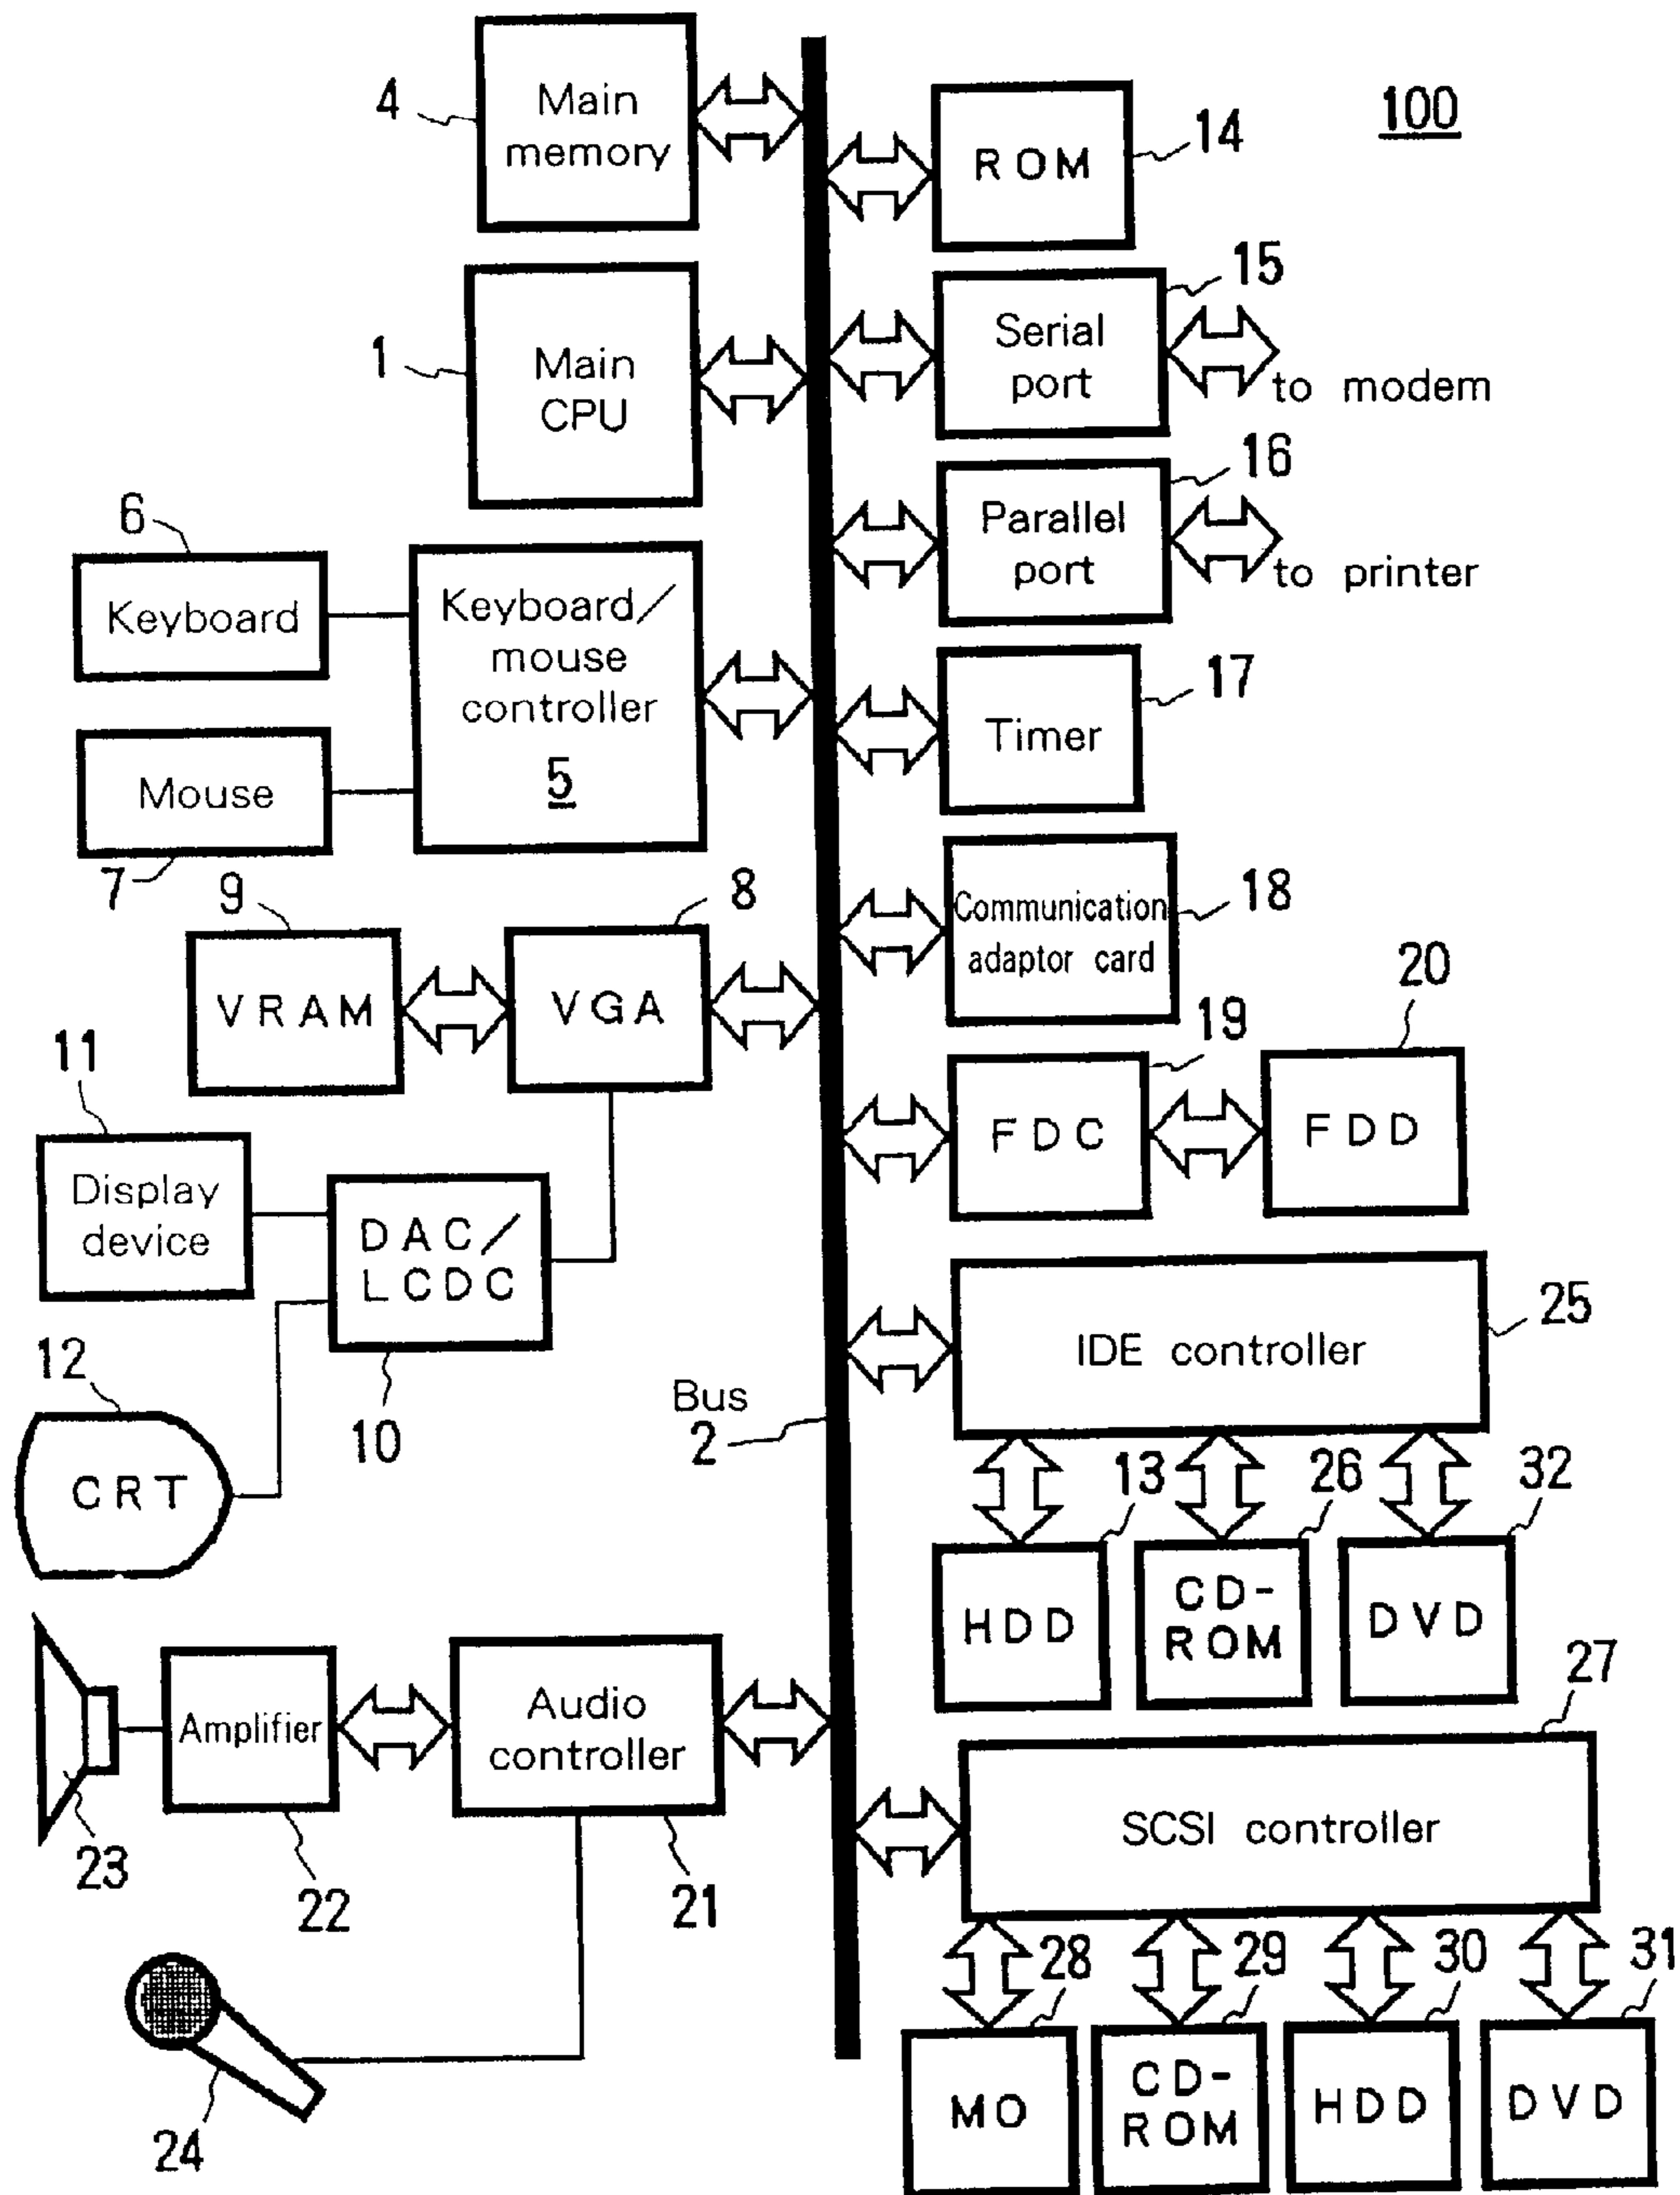 100
4
Main
memory
14
ROM
1
Main
CPU
15
Serial
port
to modem
16
Parallel
port
to printer
6
Keyboard
Keyboard/
mouse
controller
5
Mouse
7
17
Timer
18
Communication
adaptor card
9
VRAM
8
VGA
19
FDC
20
FDD
11
Display
device
DAC/
LCDC
10
12
CRT
Bus
2
25
IDE controller
13
HDD
26
CD-
ROM
32
DVD
23
Amplifier
22
Audio
controller
21
24
27
SCSI controller
28
MO
29
CD-
ROM
30
HDD
31
DVD